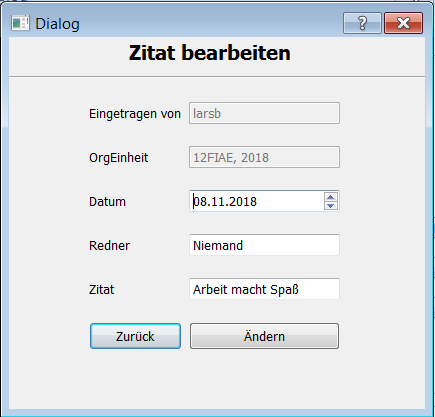 Dialog
Zitat bearbeiten
Eingetragen von larsb
OrgEinheit 12FIAE, 2018
Datum 08.11.2018
Redner Niemand
Zitat Arbeit macht Spaß
Zurück Ändern